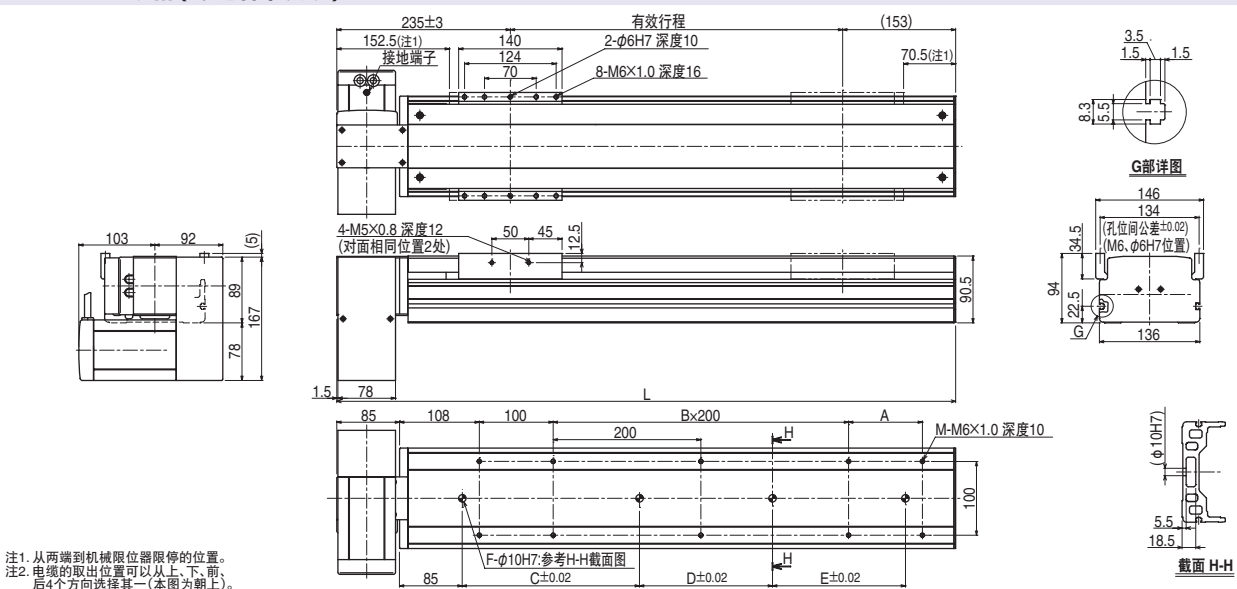 235±3
有效行程
(153)
152.5(注1)
140
2-φ6H7 深度10
70.5(注1)
接地端子
124
8-M6×1.0 深度16
70
3.5
1.5
1.5
8.3
5.5
G部详图
4-M5×0.8 深度12
(对面相同位置2处)
50
45
12.5
90.5
103
92
(5)
89
167
78
1.5
78
L
146
134
(孔位间公差±0.02)
(M6、φ6H7位置)
34.5
94
22.5
G
136
85
108
100
B×200
A
200
H
M-M6×1.0 深度10
100
F-φ10H7:参考H-H截面图
H
85
C±0.02
D±0.02
E±0.02
(φ10H7)
5.5
18.5
截面 H-H
注1. 从两端到机械限位器限停的位置。
注2. 电缆的取出位置可以从上、下、前、
后4个方向选择其一(本图为朝上)。